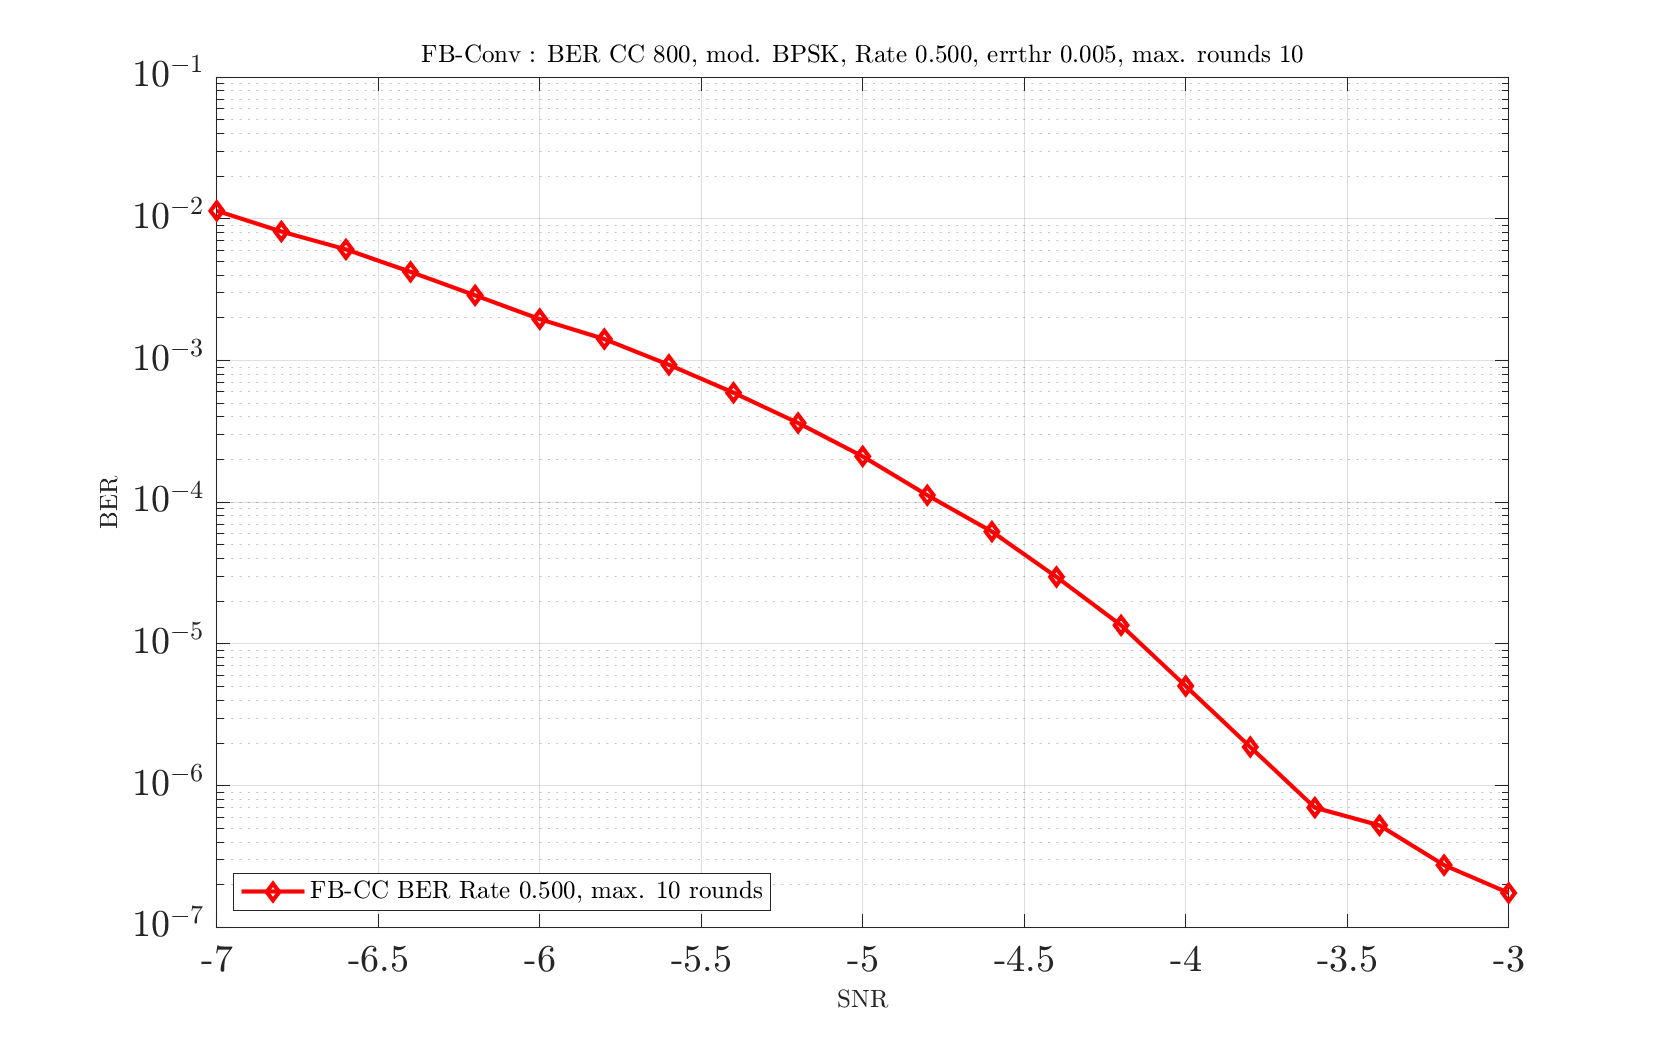 FB-Conv : BER CC 800, mod. BPSK, Rate 0.500, errthr 0.005, max. rounds 10
10^{-1}
10^{-2}
10^{-3}
10^{-4}
10^{-5}
10^{-6}
10^{-7}
BER
FB-CC BER Rate 0.500, max. 10 rounds
-7 -6.5 -6 -5.5 -5 -4.5 -4 -3.5 -3
SNR